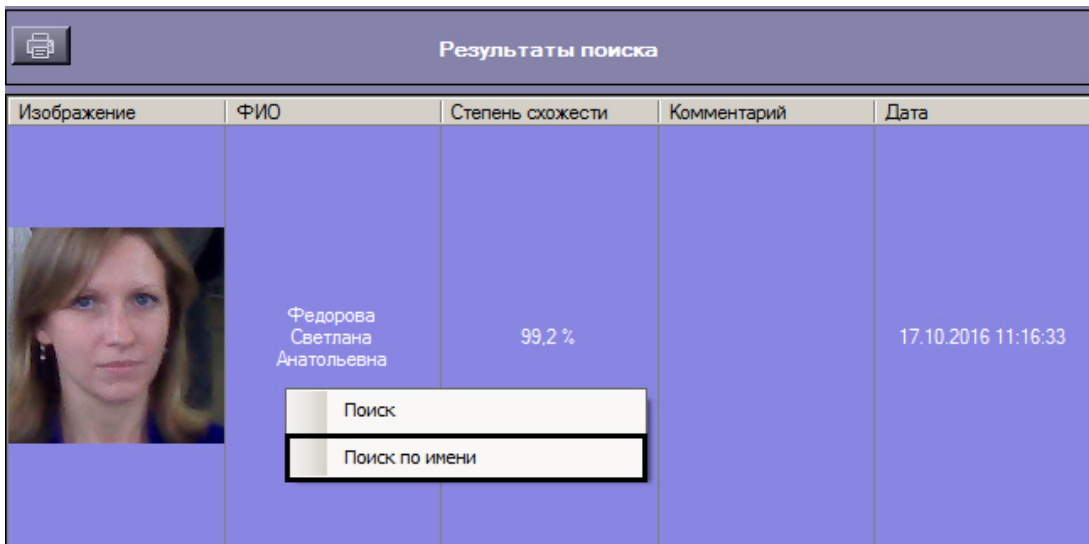 Результаты поиска
Изображение ФИО Степень схожести Комментарий Дата
Федорова
Светлана
Анатольевна
99,2 %
17.10.2016 11:16:33
Поиск
Поиск по имени